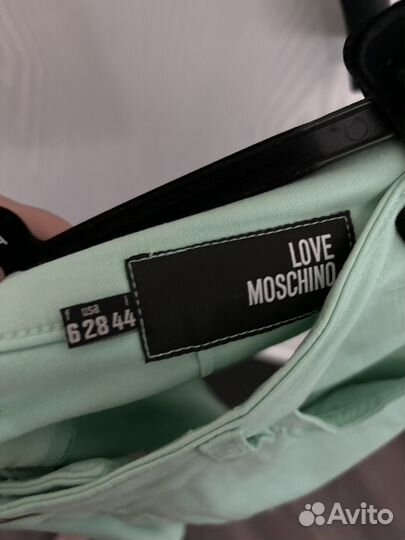 LOVE
MOSCHINO
f usa i
6 28 44
Avito